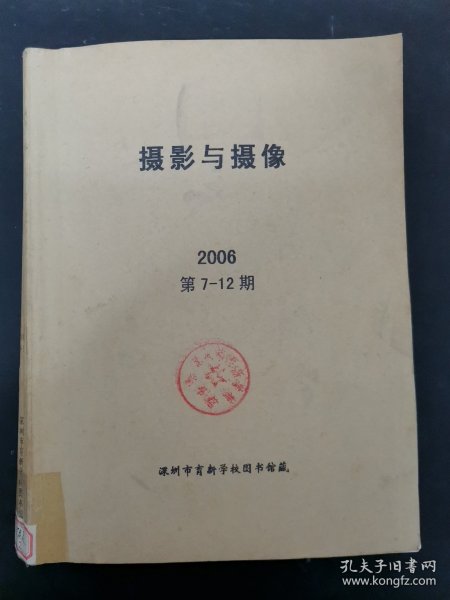 摄影与摄像
2006
第7-12期
深圳市育新学校图书馆藏
孔夫子旧书网
www.kongfz.com